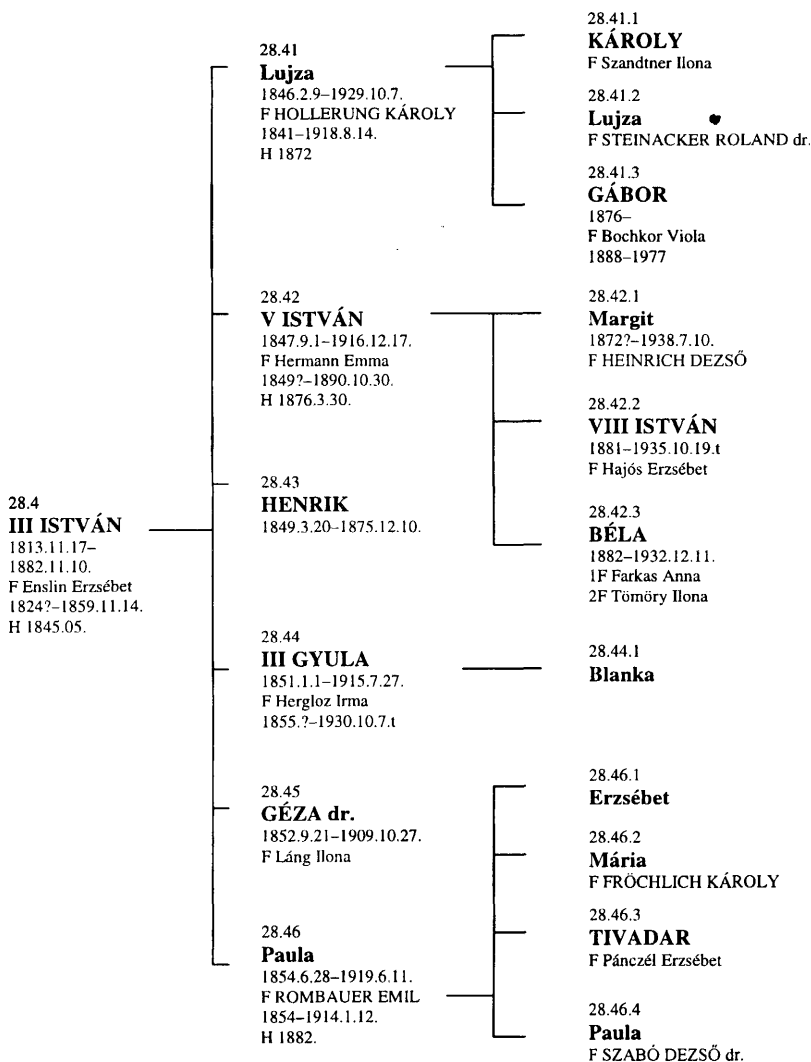 28.4
III ISTVÁN
1813.11.17–
1882.11.10.
F Enslin Erzsébet
1824?–1859.11.14.
H 1845.05.
28.41
Lujza
1846.2.9–1929.10.7.
F HOLLERUNG KÁROLY
1841–1918.8.14.
H 1872
28.42
V ISTVÁN
1847.9.1–1916.12.17.
F Hermann Emma
1849?–1890.10.30.
H 1876.3.30.
28.43
HENRIK
1849.3.20–1875.12.10.
28.44
III GYULA
1851.1.1–1915.7.27.
F Hergloz Irma
1855.?–1930.10.7.t
28.45
GÉZA dr.
1852.9.21–1909.10.27.
F Láng Ilona
28.46
Paula
1854.6.28–1919.6.11.
F ROMBAUER EMIL
1854–1914.1.12.
H 1882.
28.41.1
KÁROLY
F Szandtner Ilona
28.41.2
Lujza
F STEINACKER ROLAND dr.
28.41.3
GÁBOR
1876–
F Bochkor Viola
1888–1977
28.42.1
Margit
1872?–1938.7.10.
F HEINRICH DEZSŐ
28.42.2
VIII ISTVÁN
1881–1935.10.19.t
F Hajós Erzsébet
28.42.3
BÉLA
1882–1932.12.11.
1F Farkas Anna
2F Tömöry Ilona
28.44.1
Blanka
28.46.1
Erzsébet
28.46.2
Mária
F FRÖCHLICH KÁROLY
28.46.3
TIVADAR
F Pánczél Erzsébet
28.46.4
Paula
F SZABÓ DEZSŐ dr.